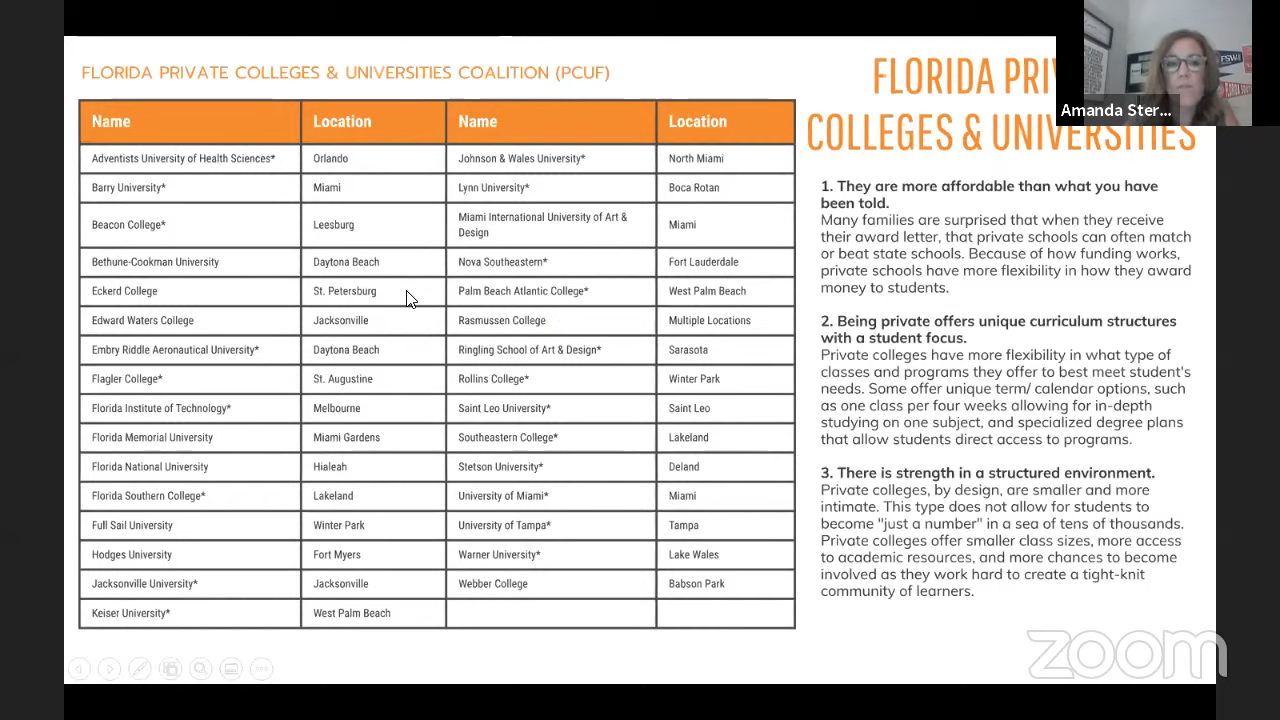 FLORIDA PRIVATE COLLEGES & UNIVERSITIES COALITION (PCUF)
Name Location Name Location
Adventists University of Health Sciences* Orlando Johnson & Wales University* North Miami
Barry University* Miami Lynn University* Boca Rotan
Beacon College* Leesburg Miami International University of Art &
Design Miami
Bethune-Cookman University Daytona Beach Nova Southeastern* Fort Lauderdale
Eckerd College St. Petersburg Palm Beach Atlantic College* West Palm Beach
Edward Waters College Jacksonville Rasmussen College Multiple Locations
Embry Riddle Aeronautical University* Daytona Beach Ringling School of Art & Design* Sarasota
Flagler College* St. Augustine Rollins College* Winter Park
Florida Institute of Technology* Melbourne Saint Leo University* Saint Leo
Florida Memorial University Miami Gardens Southeastern College* Lakeland
Florida National University Hialeah Stetson University* Deland
Florida Southern College* Lakeland University of Miami* Miami
Full Sail University Winter Park University of Tampa* Tampa
Hodges University Fort Myers Warner University* Lake Wales
Jacksonville University* Jacksonville Webber College Babson Park
Keiser University* West Palm Beach
FLORIDA PRI
COLLEGES & UNIVERSITIES
1. They are more affordable than what you have
been told.
Many families are surprised that when they receive
their award letter, that private schools can often match
or beat state schools. Because of how funding works,
private schools have more flexibility in how they award
money to students.
2. Being private offers unique curriculum structures
with a student focus.
Private colleges have more flexibility in what type of
classes and programs they offer to best meet student's
needs. Some offer unique term/ calendar options, such
as one class per four weeks allowing for in-depth
studying on one subject, and specialized degree plans
that allow students direct access to programs.
3. There is strength in a structured environment.
Private colleges, by design, are smaller and more
intimate. This type does not allow for students to
become "just a number" in a sea of tens of thousands.
Private colleges offer smaller class sizes, more access
to academic resources, and more chances to become
involved as they work hard to create a tight-knit
community of learners.
Amanda Ster...
FSW
zoom